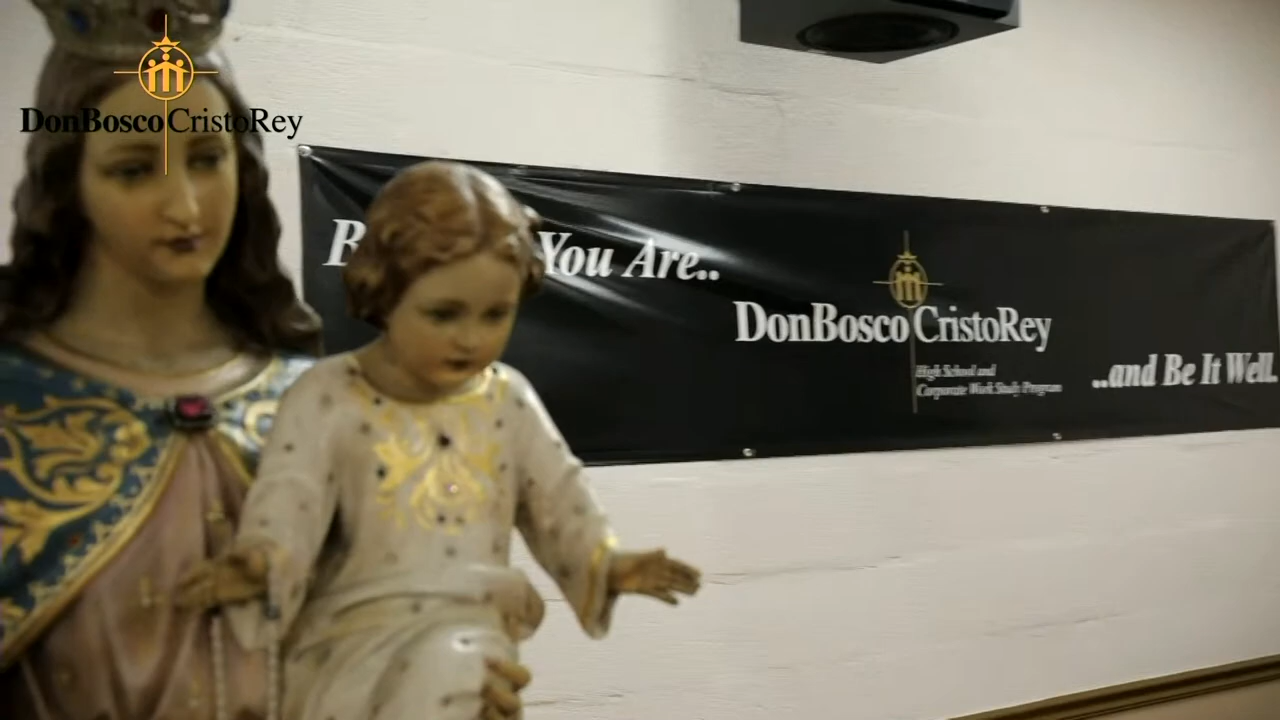 DonBosco CristoRey
You Are..
DonBosco CristoRey
High School and
Corporate Work Study Program
..and Be It Well.